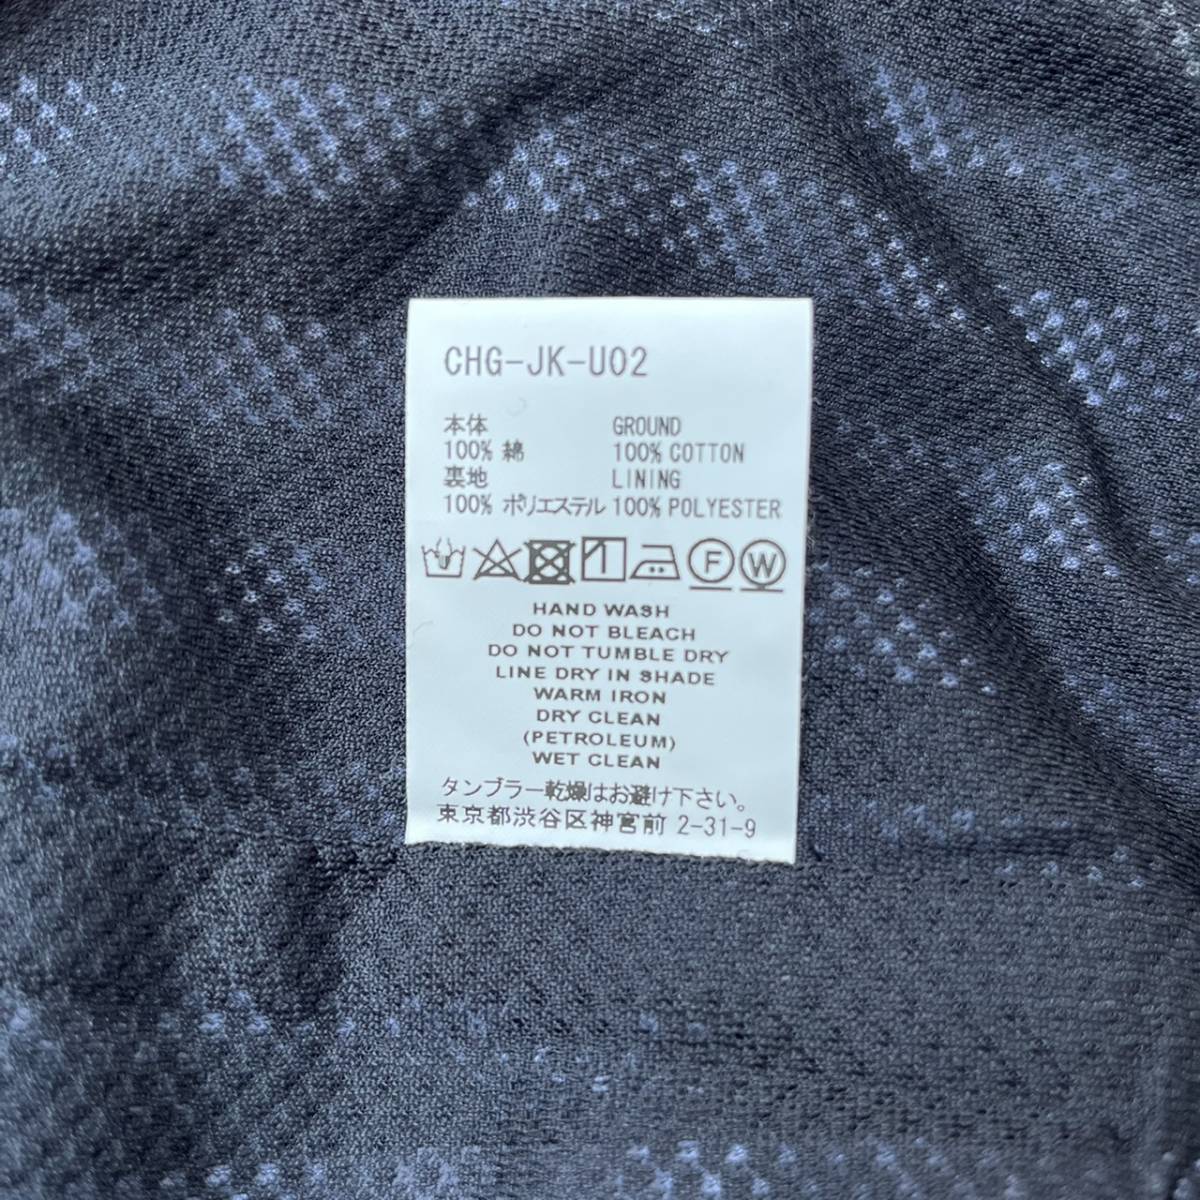 CHG-JK-U02
本体 GROUND
100% 綿 100% COTTON
裏地 LINING
100% ポリエステル 100% POLYESTER
F W
HAND WASH
DO NOT BLEACH
DO NOT TUMBLE DRY
LINE DRY IN SHADE
WARM IRON
DRY CLEAN
(PETROLEUM)
WET CLEAN
タンブラー乾燥はお避け下さい。
東京都渋谷区神宮前 2-31-9